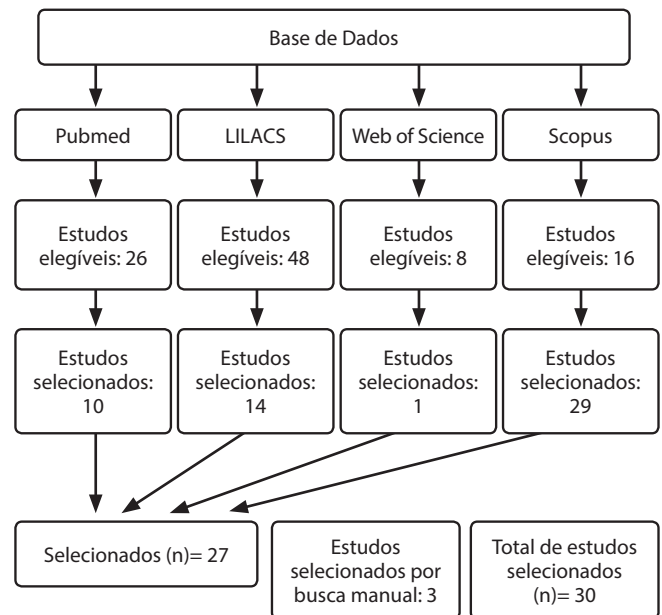 Base de Dados
Pubmed
LILACS
Web of Science
Scopus
Estudos
elegíveis: 26
Estudos
elegíveis: 48
Estudos
elegíveis: 8
Estudos
elegíveis: 16
Estudos
selecionados:
10
Estudos
selecionados:
14
Estudos
selecionados:
1
Estudos
selecionados:
29
Selecionados (n)= 27
Estudos
selecionados por
busca manual: 3
Total de estudos
selecionados
(n)= 30